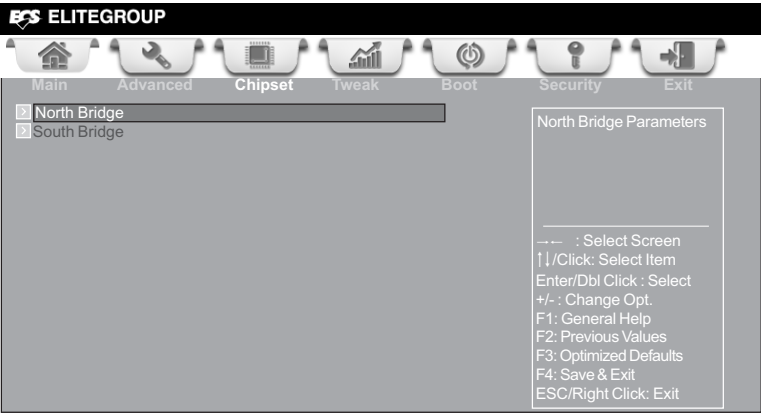 ECS ELITEGROUP
Main Advanced Chipset Tweak Boot Security Exit
> North Bridge
> South Bridge
North Bridge Parameters
→← : Select Screen
↑↓/Click: Select Item
Enter/Dbl Click : Select
+/- : Change Opt.
F1: General Help
F2: Previous Values
F3: Optimized Defaults
F4: Save & Exit
ESC/Right Click: Exit